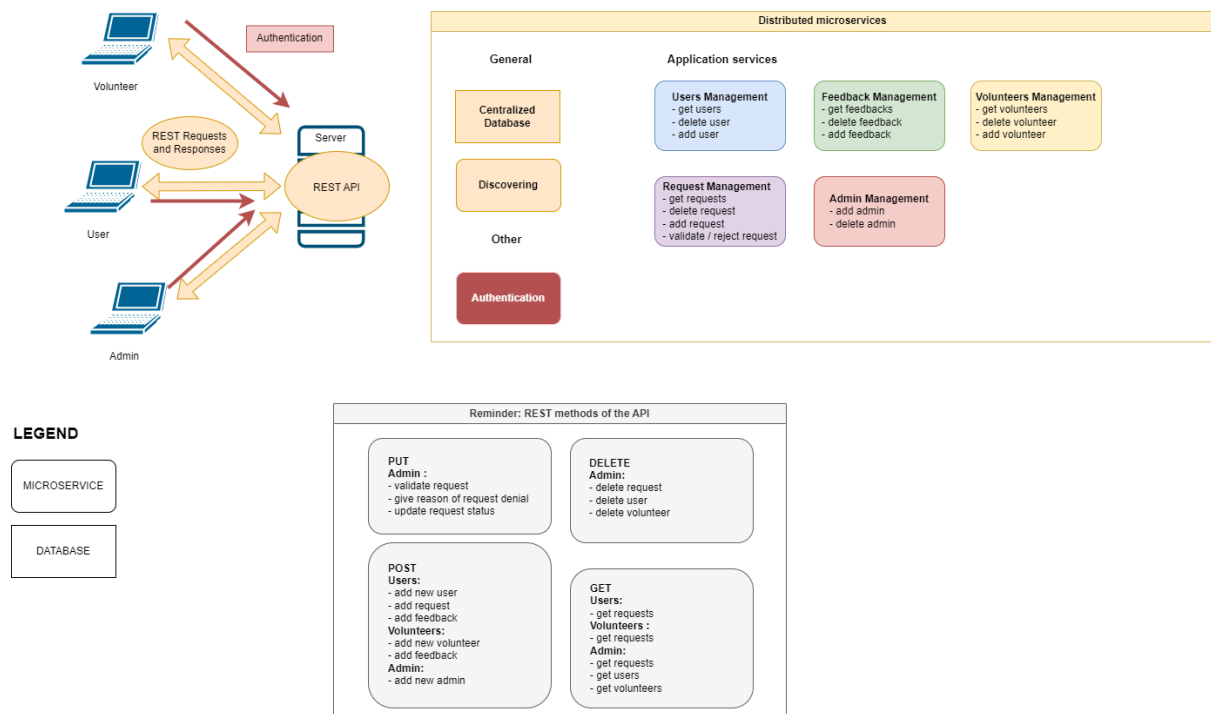 Authentication
Volunteer
REST Requests
and Responses
Server
REST API
User
Admin
Distributed microservices
General
Application services
Centralized
Database
Discovering
Other
Authentication
Users Management
- get users
- delete user
- add user
Feedback Management
- get feedbacks
- delete feedback
- add feedback
Volunteers Management
- get volunteers
- delete volunteer
- add volunteer
Request Management
- get requests
- delete request
- add request
- validate / reject request
Admin Management
- add admin
- delete admin
LEGEND
MICROSERVICE
DATABASE
Reminder: REST methods of the API
PUT
Admin :
- validate request
- give reason of request denial
- update request status
DELETE
Admin:
- delete request
- delete user
- delete volunteer
POST
Users:
- add new user
- add request
- add feedback
Volunteers:
- add new volunteer
- add feedback
Admin:
- add new admin
GET
Users:
- get requests
Volunteers :
- get requests
Admin:
- get requests
- get users
- get volunteers